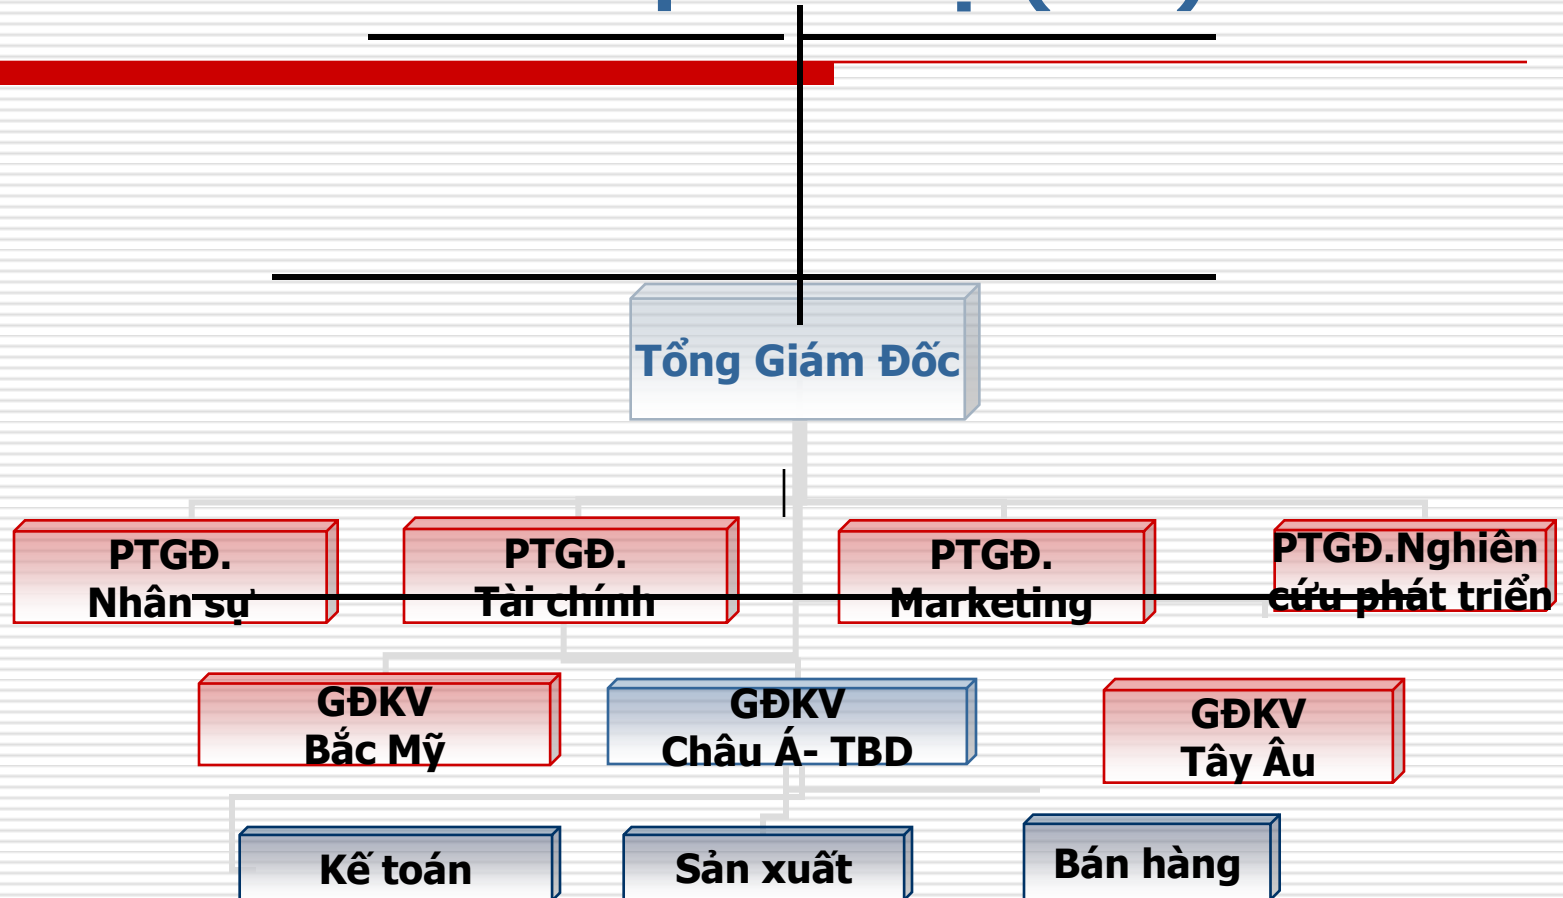 Tổng Giám Đốc
PTGĐ.
Nhân sự
PTGĐ.
Tài chính
PTGĐ.
Marketing
PTGĐ.Nghiên
cứu phát triển
GĐKV
Bắc Mỹ
GĐKV
Châu Á- TBD
GĐKV
Tây Âu
Kế toán
Sản xuất
Bán hàng